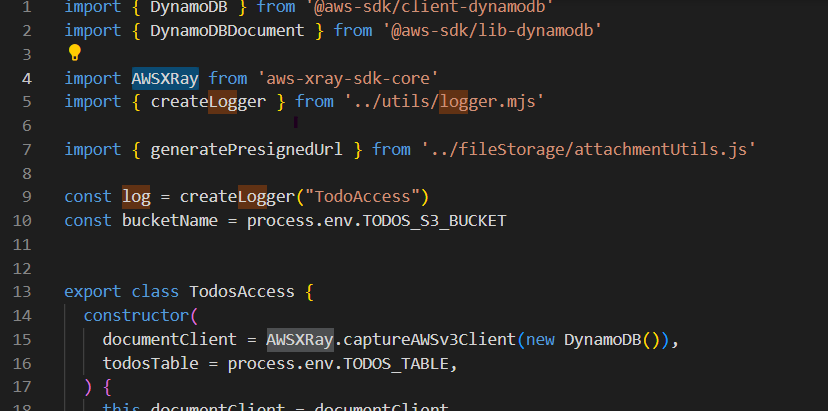 1 import { DynamoDB } from '@aws-sdk/client-dynamodb'
2 import { DynamoDBDocument } from '@aws-sdk/lib-dynamodb'
3
4 import AWSXRay from 'aws-xray-sdk-core'
5 import { createLogger } from '../utils/logger.mjs'
6
7 import { generatePresignedUrl } from '../fileStorage/attachmentUtils.js'
8
9 const log = createLogger("TodoAccess")
10 const bucketName = process.env.TODOS_S3_BUCKET
11
12
13 export class TodosAccess {
14 constructor(
15 documentClient = AWSXRay.captureAWSv3Client(new DynamoDB()),
16 todosTable = process.env.TODOS_TABLE,
17 ) {
18 this.documentClient = documentClient